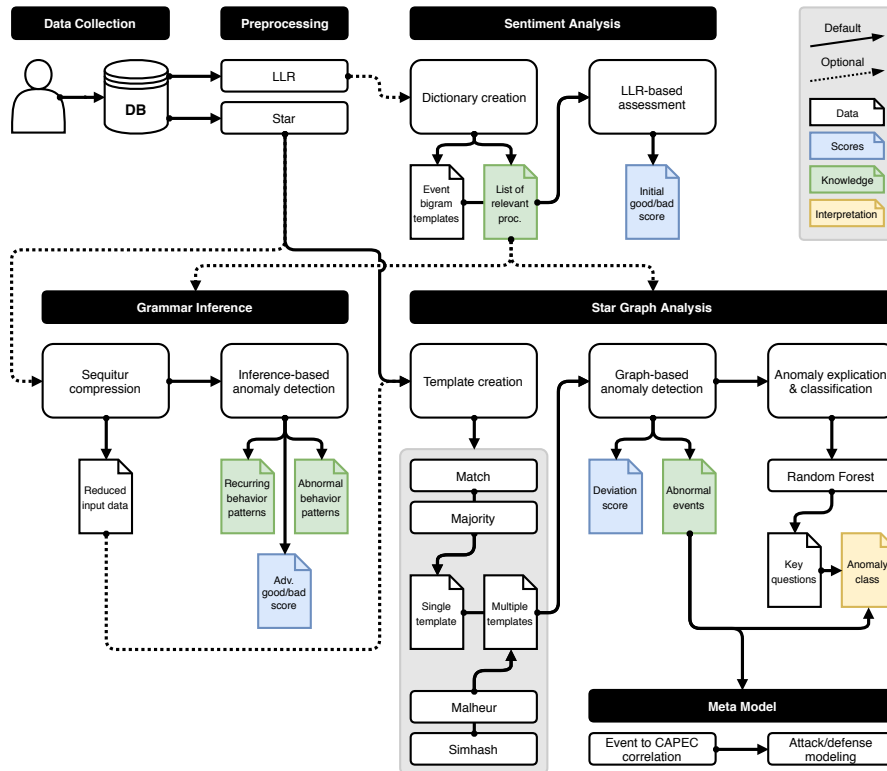 Data Collection
Preprocessing
Sentiment Analysis
DB
LLR
Star
Dictionary creation
LLR-based
assessment
Event
bigram
templates
List of
relevant
proc.
Initial
good/bad
score
Default
Optional
Data
Scores
Knowledge
Interpretation
Grammar Inference
Star Graph Analysis
Sequitur
compression
Inference-based
anomaly detection
Template creation
Graph-based
anomaly detection
Anomaly explication
& classification
Reduced
input data
Recurring
behavior
patterns
Abnormal
behavior
patterns
Adv.
good/bad
score
Match
Majority
Single
template
Multiple
templates
Malheur
Simhash
Deviation
score
Abnormal
events
Random Forest
Key
questions
Anomaly
class
Meta Model
Event to CAPEC
correlation
Attack/defense
modeling